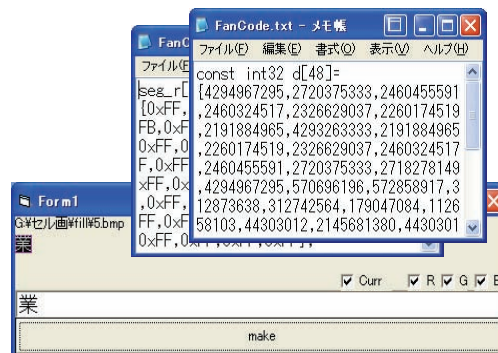 FanCode.txt - メモ帳
ファイル(F) 編集(E) 書式(O) 表示(V) ヘルプ(H)
const int32 d[48]=
{4294967295,2720375333,2460455591
,2460324517,2326629037,2260174519
,2191884965,4293263333,2191884965
,2260174519,2326629037,2460324517
,2460455591,2720375333,2718278149
,4294967295,570696196,572858917,3
12873638,312742564,179047084,1126
58103,44303012,2145681380,4430301
FanC
ファイル(F
seg_r[
{0xFF,
FB,0xF
0xFF,0
F,0xFF
xFF,0x
,0xFF,
FF,0xF
0xFF,0xFF,0xFF,0xFF},
Form1
G:¥セル画¥fill¥5.bmp
業
Curr R G B
業
make